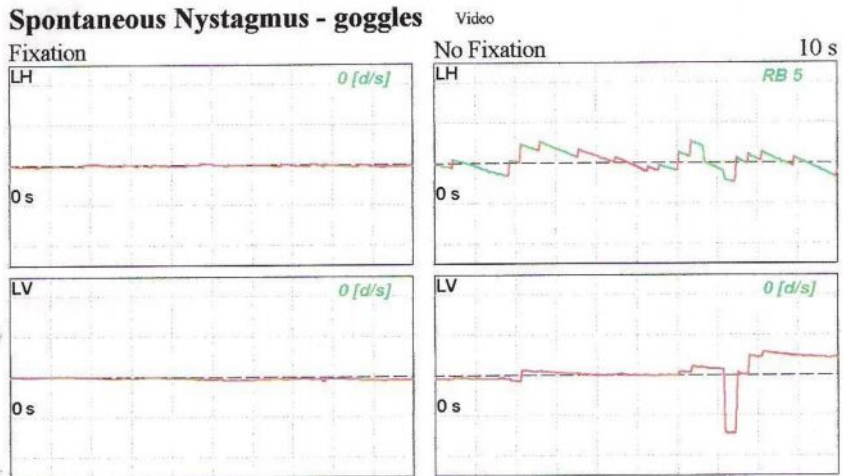 Spontaneous Nystagmus - goggles Video
Fixation
No Fixation 10 s
LH 0 [d/s]
0 s
LH RB 5
0 s
LV 0 [d/s]
0 s
LV 0 [d/s]
0 s